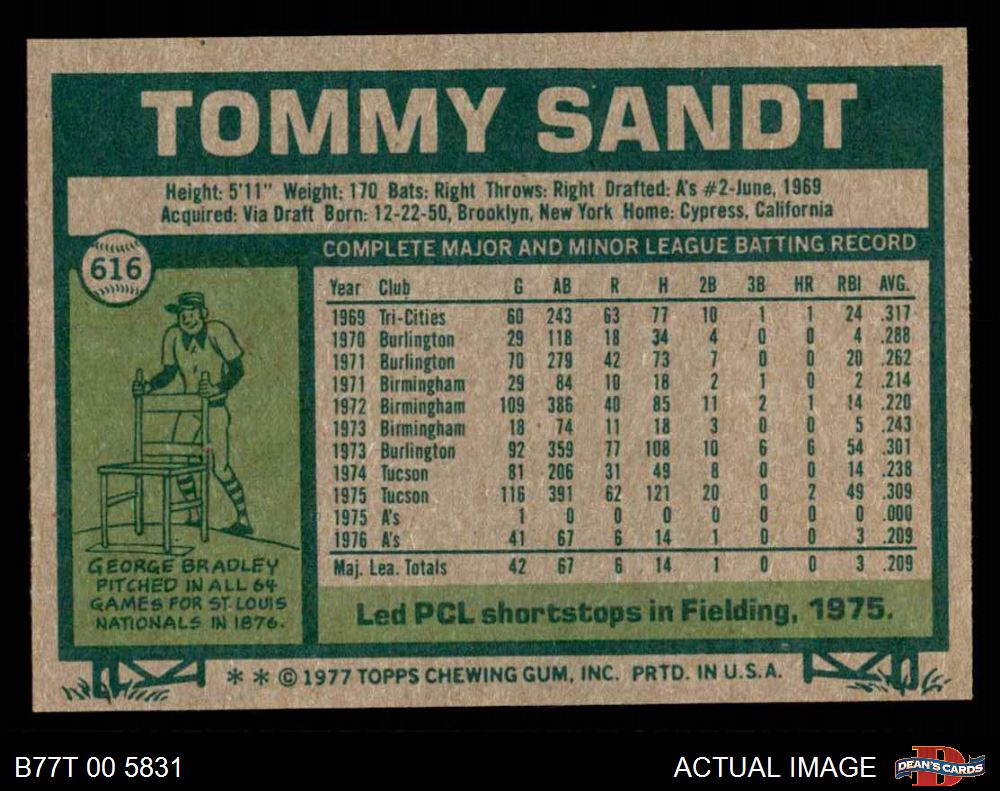 TOMMY SANDT
Height: 5'11" Weight: 170 Bats: Right Throws: Right Drafted: A's #2-June, 1969
Acquired: Via Draft Born: 12-22-50, Brooklyn, New York Home: Cypress, California
616
COMPLETE MAJOR AND MINOR LEAGUE BATTING RECORD
Year Club G AB R H 2B 3B HR RBI AVG.
1969 Tri-Cities 60 243 63 77 10 1 1 24 .317
1970 Burlington 29 118 18 34 4 0 0 4 .288
1971 Burlington 70 279 42 73 7 0 0 20 .262
1971 Birmingham 29 84 10 18 2 1 0 2 .214
1972 Birmingham 109 386 40 85 11 2 1 14 .220
1973 Birmingham 18 74 11 18 3 0 0 5 .243
1973 Burlington 92 359 77 108 10 6 6 54 .301
1974 Tucson 81 206 31 49 8 0 0 14 .238
1975 Tucson 116 391 62 121 20 0 2 49 .309
1975 A's 1 0 0 0 0 0 0 0 .000
1976 A's 41 67 6 14 1 0 0 3 .209
Maj. Lea. Totals 42 67 6 14 1 0 0 3 .209
GEORGE BRADLEY
PITCHED IN ALL 64
GAMES FOR ST. LOUIS
NATIONALS IN 1876.
Led PCL shortstops in Fielding, 1975.
* * © 1977 TOPPS CHEWING GUM, INC. PRTD. IN U.S.A.
B77T 00 5831
ACTUAL IMAGE
D
DEAN'S CARDS